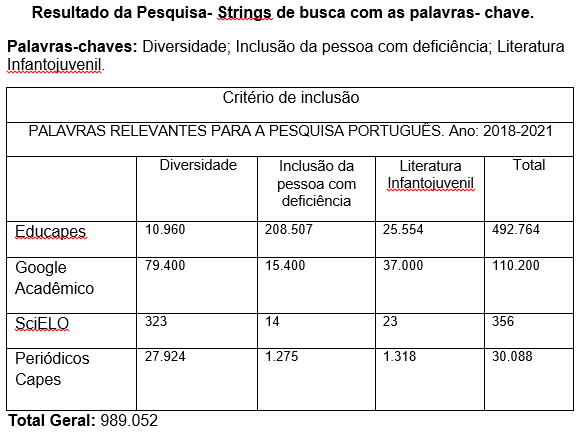 Resultado da Pesquisa- Strings de busca com as palavras- chave.
Palavras-chaves: Diversidade; Inclusão da pessoa com deficiência; Literatura
Infantojuvenil.
Critério de inclusão
PALAVRAS RELEVANTES PARA A PESQUISA PORTUGUÊS. Ano: 2018-2021
Diversidade Inclusão da pessoa com deficiência Literatura Infantojuvenil Total
Educapes 10.960 208.507 25.554 492.764
Google Acadêmico 79.400 15.400 37.000 110.200
SciELO 323 14 23 356
Periódicos Capes 27.924 1.275 1.318 30.088
Total Geral: 989.052